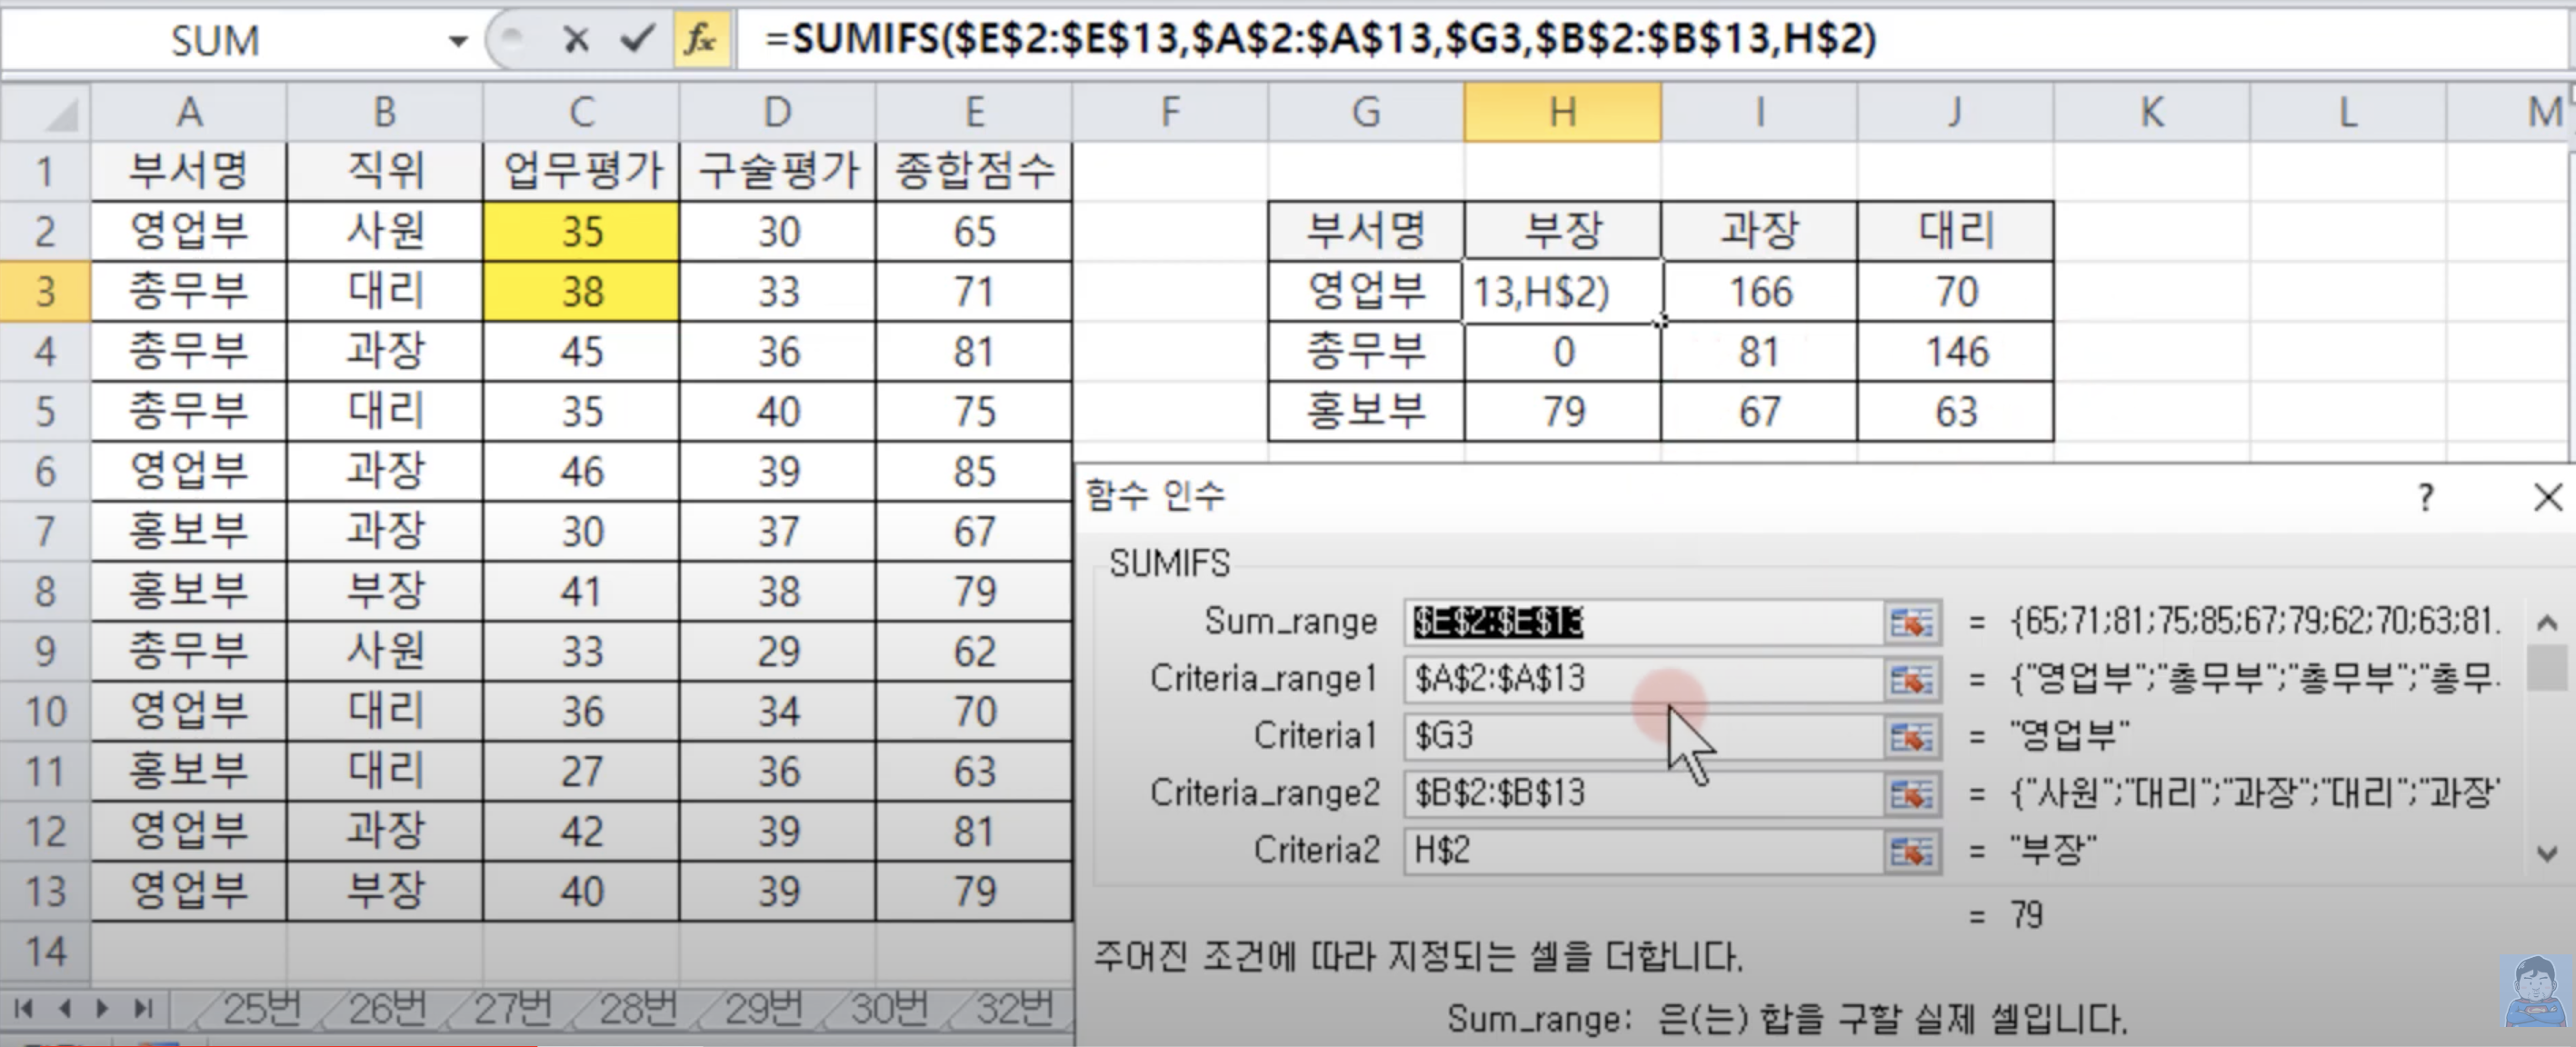 SUM =SUMIFS($E$2:$E$13,$A$2:$A$13,$G3,$B$2:$B$13,H$2)
A B C D E F G H I J K L M
1 부서명 직위 업무평가 구술평가 종합점수
2 영업부 사원 35 30 65 부서명 부장 과장 대리
3 총무부 대리 38 33 71 영업부 13,H$2) 166 70
4 총무부 과장 45 36 81 총무부 0 81 146
5 총무부 대리 35 40 75 홍보부 79 67 63
6 영업부 과장 46 39 85
7 홍보부 과장 30 37 67
8 홍보부 부장 41 38 79
9 총무부 사원 33 29 62
10 영업부 대리 36 34 70
11 홍보부 대리 27 36 63
12 영업부 과장 42 39 81
13 영업부 부장 40 39 79
14
함수 인수 ?
SUMIFS
Sum_range $E$2:$E$13 = {65;71;81;75;85;67;79;62;70;63;81.
Criteria_range1 $A$2:$A$13 = {"영업부";"총무부";"총무부";"총무
Criteria1 $G3 = "영업부"
Criteria_range2 $B$2:$B$13 = {"사원";"대리";"과장";"대리";"과장"
Criteria2 H$2 = "부장"
= 79
주어진 조건에 따라 지정되는 셀을 더합니다.
Sum_range: 은(는) 합을 구할 실제 셀입니다.
25번 26번 27번 28번 29번 30번 32번